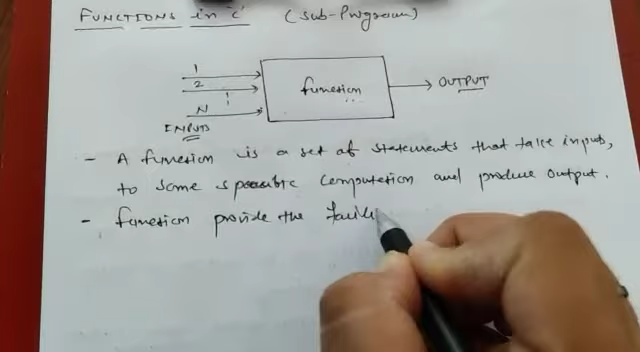 FUNCTIONS in 'C' (Sub-Program)
1
2
N
INPUTS
function
OUTPUT
- A function is a set of statements that take inputs,
to some specific computation and produce output.
- function provide the